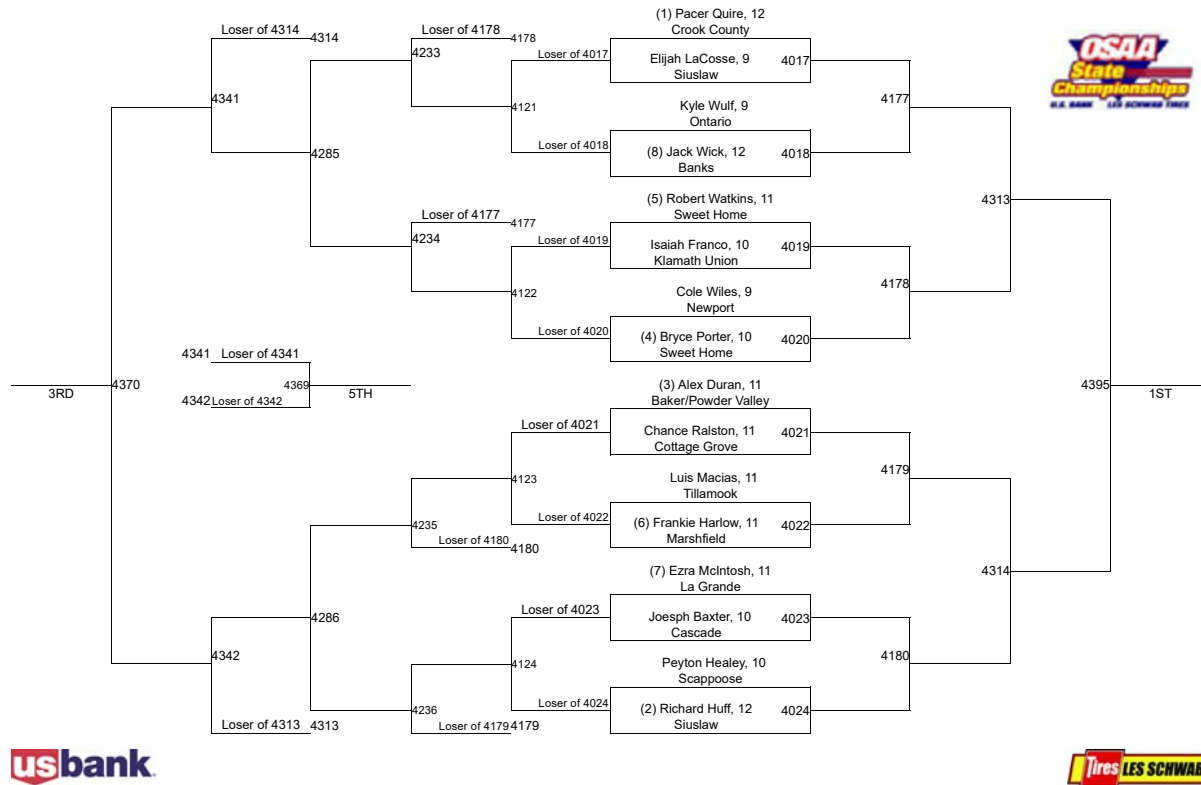 (1) Pacer Quire, 12
Crook County
Loser of 4314
4314
Loser of 4178
4178
4233
Loser of 4017
Elijah LaCosse, 9
Siuslaw
4017
OSAA
State
Championships
U.S. BANK LES SCHWAB TIRES
4341
4121
Kyle Wulf, 9
Ontario
4177
4285
Loser of 4018
(8) Jack Wick, 12
Banks
4018
(5) Robert Watkins, 11
Sweet Home
4313
Loser of 4177
4177
4234
Loser of 4019
Isaiah Franco, 10
Klamath Union
4019
4122
Cole Wiles, 9
Newport
4178
Loser of 4020
(4) Bryce Porter, 10
Sweet Home
4020
4341
Loser of 4341
3RD
4370
4369
5TH
4342
Loser of 4342
(3) Alex Duran, 11
Baker/Powder Valley
4395
1ST
Loser of 4021
Chance Ralston, 11
Cottage Grove
4021
4123
Luis Macias, 11
Tillamook
4179
4235
Loser of 4022
(6) Frankie Harlow, 11
Marshfield
4022
Loser of 4180
4180
(7) Ezra McIntosh, 11
La Grande
4314
Loser of 4023
Joesph Baxter, 10
Cascade
4023
4286
4342
4124
Peyton Healey, 10
Scappoose
4180
4236
Loser of 4024
(2) Richard Huff, 12
Siuslaw
4024
Loser of 4313
4313
Loser of 4179
4179
usbank.
Tires LES SCHWAB